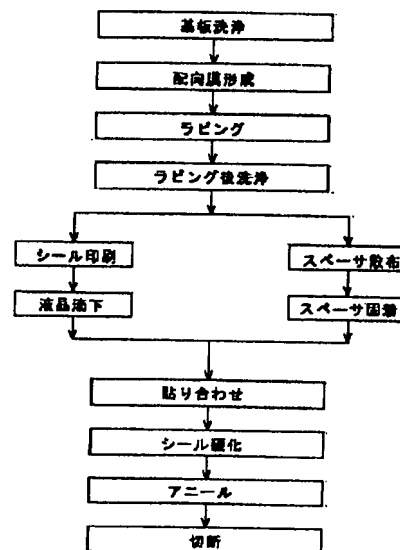 基板洗浄
配向膜形成
ラビング
ラビング後洗浄
シール印刷
スペーサ散布
液晶滴下
スペーサ固着
貼り合わせ
シール硬化
アニール
切断